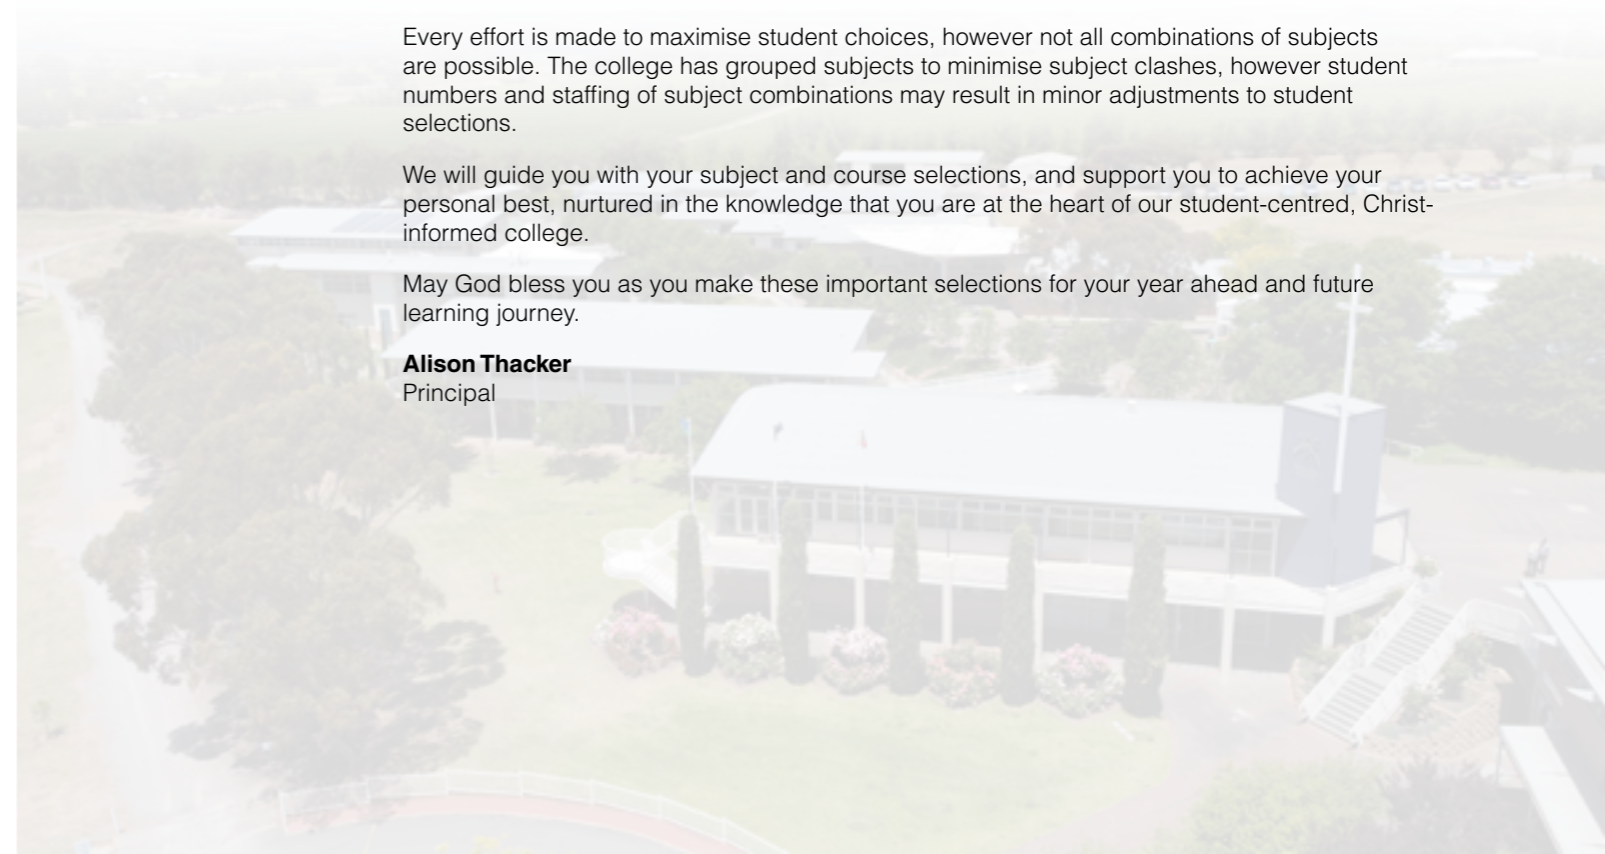 Every effort is made to maximise student choices, however not all combinations of subjects
are possible. The college has grouped subjects to minimise subject clashes, however student
numbers and staffing of subject combinations may result in minor adjustments to student
selections.
We will guide you with your subject and course selections, and support you to achieve your
personal best, nurtured in the knowledge that you are at the heart of our student-centred, Christ-
informed college.
May God bless you as you make these important selections for your year ahead and future
learning journey.
Alison Thacker
Principal